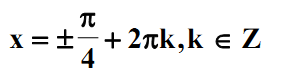 x = ± π/4 + 2πk, k ∈ Z